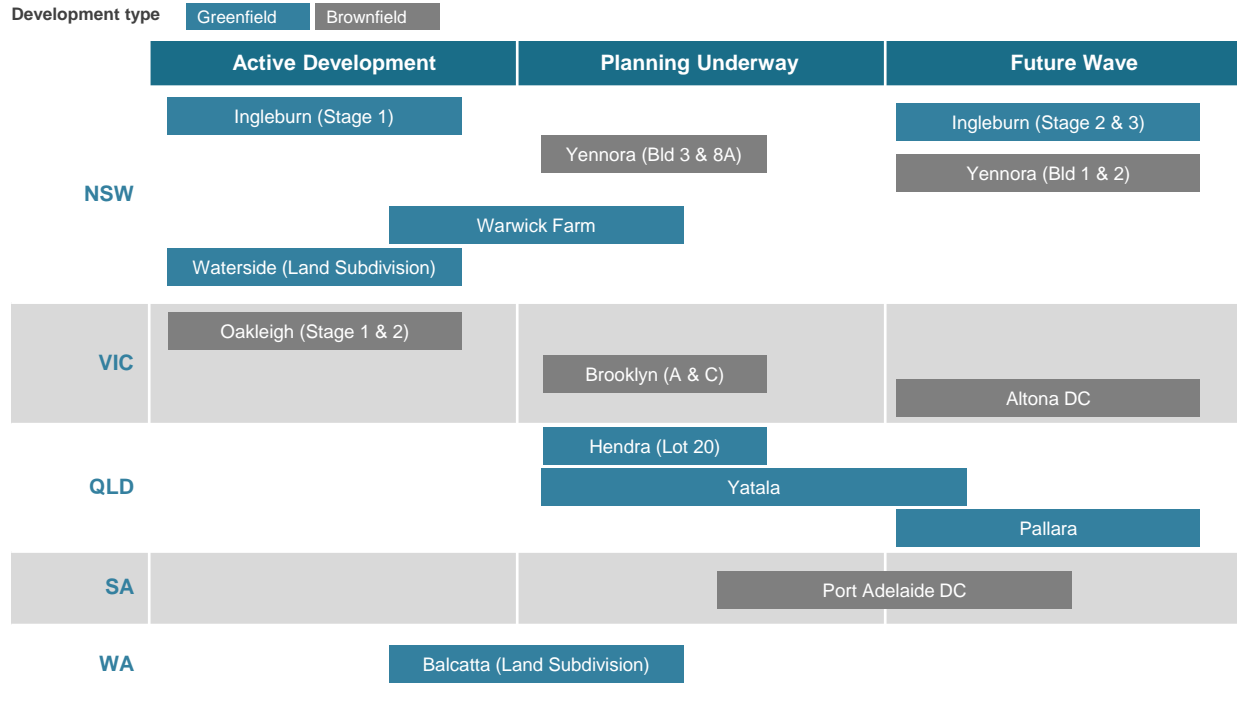 Development type
Greenfield
Brownfield
Active Development
Planning Underway
Future Wave
NSW
Ingleburn (Stage 1)
Ingleburn (Stage 2 & 3)
Yennora (Bld 3 & 8A)
Yennora (Bld 1 & 2)
Warwick Farm
Waterside (Land Subdivision)
VIC
Oakleigh (Stage 1 & 2)
Brooklyn (A & C)
Altona DC
QLD
Hendra (Lot 20)
Yatala
Pallara
SA
Port Adelaide DC
WA
Balcatta (Land Subdivision)